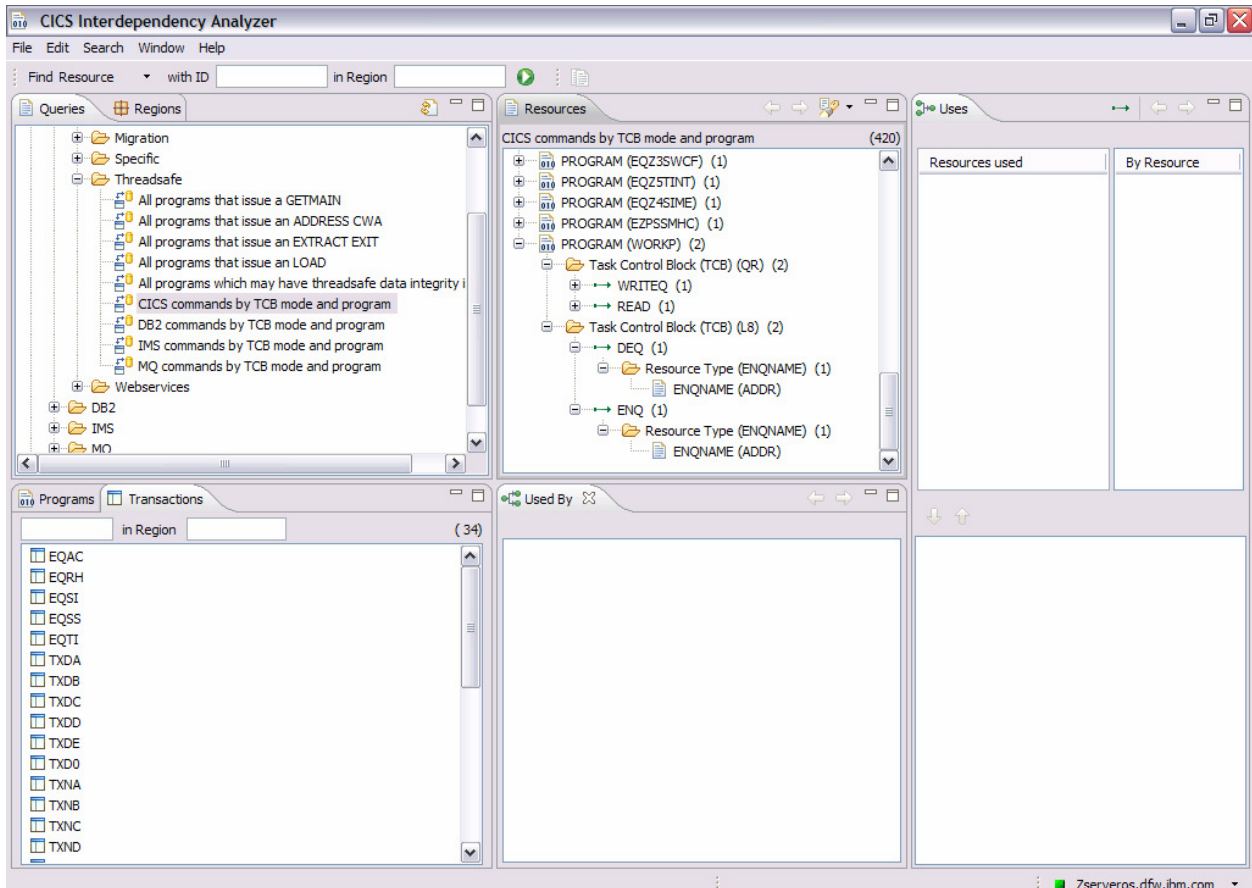 CICS Interdependency Analyzer
File Edit Search Window Help
Find Resource with ID in Region
Queries Regions
Migration
Specific
Threadsafe
All programs that issue a GETMAIN
All programs that issue an ADDRESS CWA
All programs that issue an EXTRACT EXIT
All programs that issue an LOAD
All programs which may have threadsafe data integrity i
CICS commands by TCB mode and program
DB2 commands by TCB mode and program
IMS commands by TCB mode and program
MQ commands by TCB mode and program
Webservices
DB2
IMS
MQ
Resources
CICS commands by TCB mode and program (420)
PROGRAM (EQZ3SWCF) (1)
PROGRAM (EQZ5TINT) (1)
PROGRAM (EQZ4SIME) (1)
PROGRAM (EZPSSMHC) (1)
PROGRAM (WORKP) (2)
Task Control Block (TCB) (QR) (2)
WRITEQ (1)
READ (1)
Task Control Block (TCB) (L8) (2)
DEQ (1)
Resource Type (ENQNAME) (1)
ENQNAME (ADDR)
ENQ (1)
Resource Type (ENQNAME) (1)
ENQNAME (ADDR)
Uses
Resources used By Resource
Programs Transactions
in Region ( 34)
EQAC
EQRH
EQSI
EQSS
EQTI
TXDA
TXDB
TXDC
TXDD
TXDE
TXD0
TXNA
TXNB
TXNC
TXND
Used By
Zserveros.dfw.ibm.com